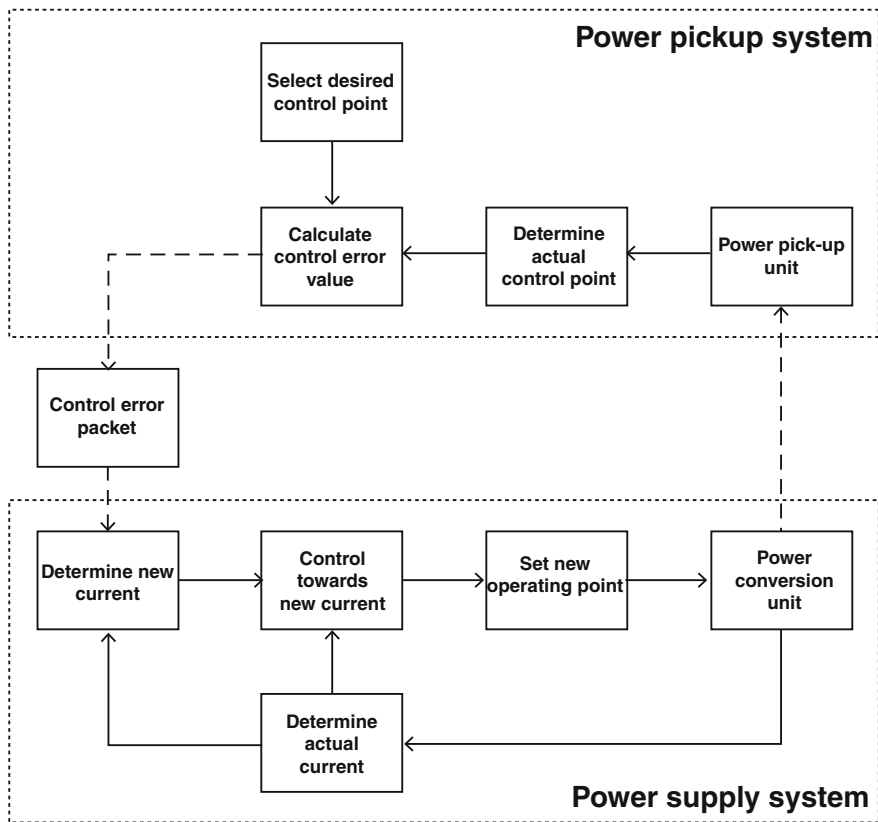 Power pickup system
Select desired
control point
Calculate
control error
value
Determine
actual
control point
Power pick-up
unit
Control error
packet
Determine new
current
Control
towards
new current
Set new
operating point
Power
conversion
unit
Determine
actual
current
Power supply system